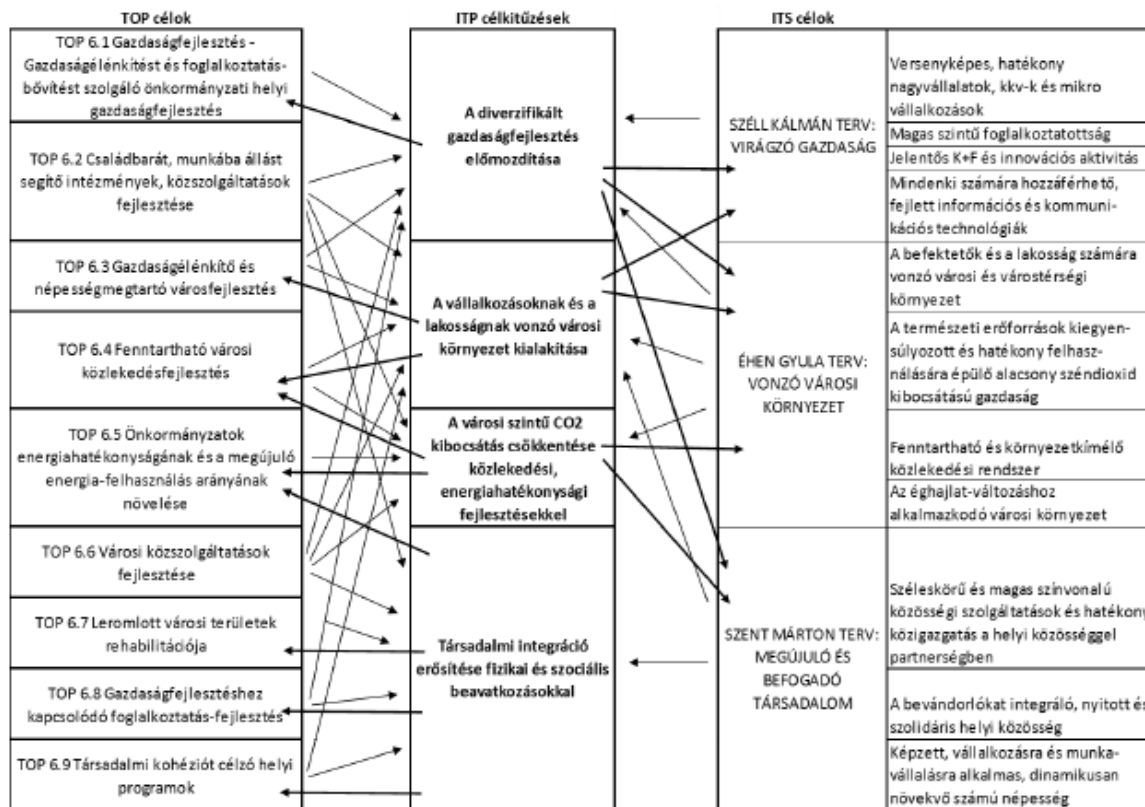 TOP célok
TOP 6.1 Gazdaságfejlesztés -
Gazdaságélénkítést és foglalkoztatás-
bővítést szolgáló önkormányzati helyi
gazdaságfejlesztés
TOP 6.2 Családbarát, munkába állást
segítő intézmények, közszolgáltatások
fejlesztése
TOP 6.3 Gazdaságélénkítő és
népességmegtartó városfejlesztés
TOP 6.4 Fenntartható városi
közlekedésfejlesztés
TOP 6.5 Önkormányzatok
energiahatékonyságának és a megújuló
energia-felhasználás arányának
növelése
TOP 6.6 Városi közszolgáltatások
fejlesztése
TOP 6.7 Leromlott városi területek
rehabilitációja
TOP 6.8 Gazdaságfejlesztéshez
kapcsolódó foglalkoztatás-fejlesztés
TOP 6.9 Társadalmi kohéziót célzó helyi
programok
ITP célkitűzések
A diverzifikált
gazdaságfejlesztés
előmozdítása
A vállalkozásoknak és a
lakosságnak vonzó városi
környezet kialakítása
A városi szintű CO2
kibocsátás csökkentése
közlekedési,
energiahatékonysági
fejlesztésekkel
Társadalmi integráció
erősítése fizikai és szociális
beavatkozásokkal
ITS célok
SZÉLL KÁLMÁN TERV:
VIRÁGZÓ GAZDASÁG
Versenyképes, hatékony
nagyvállalatok, kkv-k és mikro
vállalkozások
Magas szintű foglalkoztatottság
Jelentős K+F és innovációs aktivitás
Mindenki számára hozzáférhető,
fejlett információs és kommuni-
kációs technológiák
ÉHEN GYULA TERV:
VONZÓ VÁROSI
KÖRNYEZET
A befektetők és a lakosság számára
vonzó városi és várostérségi
környezet
A természeti erőforrások kiegyen-
súlyozott és hatékony felhasz-
nálására épülő alacsony széndioxid
kibocsátású gazdaság
Fenntartható és környezetkímélő
közlekedési rendszer
Az éghajlat-változáshoz
alkalmazkodó városi környezet
SZENT MÁRTON TERV:
MEGÚJULÓ ÉS
BEFOGADÓ
TÁRSADALOM
Széleskörű és magas színvonalú
közösségi szolgáltatások és hatékony
közigazgatás a helyi közösséggel
partnerségben
A bevándorlókat integráló, nyitott és
szolidáris helyi közösség
Képzett, vállalkozásra és munka-
vállalásra alkalmas, dinamikusan
növekvő számú népesség